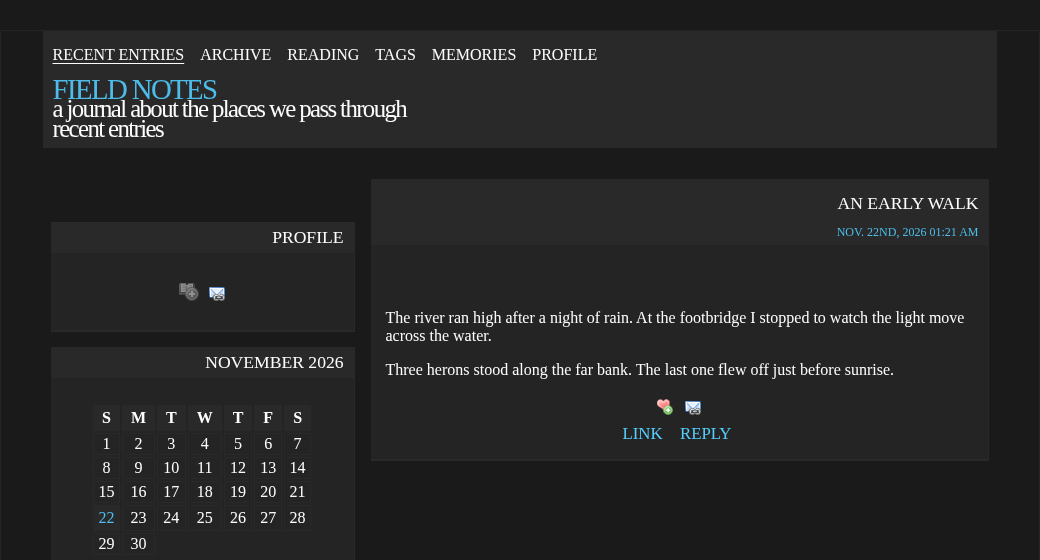 RECENT ENTRIES ARCHIVE READING TAGS MEMORIES PROFILE
FIELD NOTES
a journal about the places we pass through
recent entries
PROFILE
NOVEMBER 2026
S M T W T F S
1 2 3 4 5 6 7
8 9 10 11 12 13 14
15 16 17 18 19 20 21
22 23 24 25 26 27 28
29 30
AN EARLY WALK
NOV. 22ND, 2026 01:21 AM
The river ran high after a night of rain. At the footbridge I stopped to watch the light move
across the water.
Three herons stood along the far bank. The last one flew off just before sunrise.
LINK REPLY